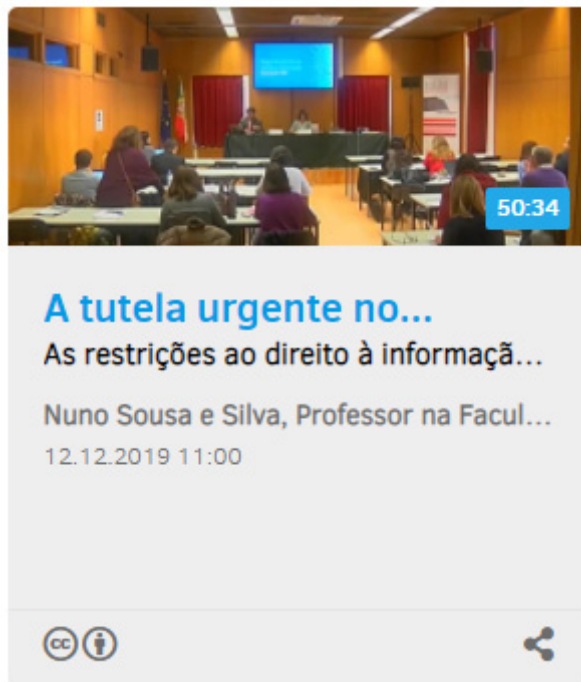 50:34
A tutela urgente no...
As restrições ao direito à informaçã...
Nuno Sousa e Silva, Professor na Facul...
12.12.2019 11:00
cc